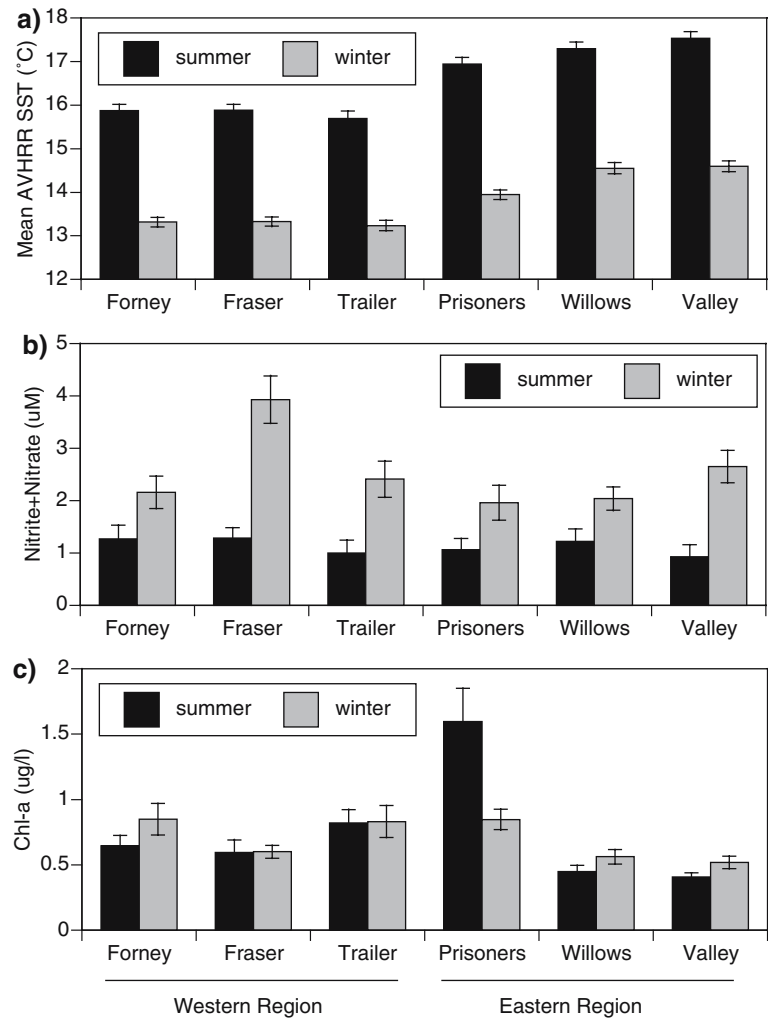 a)
Mean AVHRR SST (˚C)
18
17
16
15
14
13
12
summer winter
Forney Fraser Trailer Prisoners Willows Valley
b)
Nitrite+Nitrate (uM)
5
4
3
2
1
0
summer winter
Forney Fraser Trailer Prisoners Willows Valley
c)
Chl-a (ug/l)
2
1.5
1
0.5
0
summer winter
Forney Fraser Trailer Prisoners Willows Valley
Western Region Eastern Region